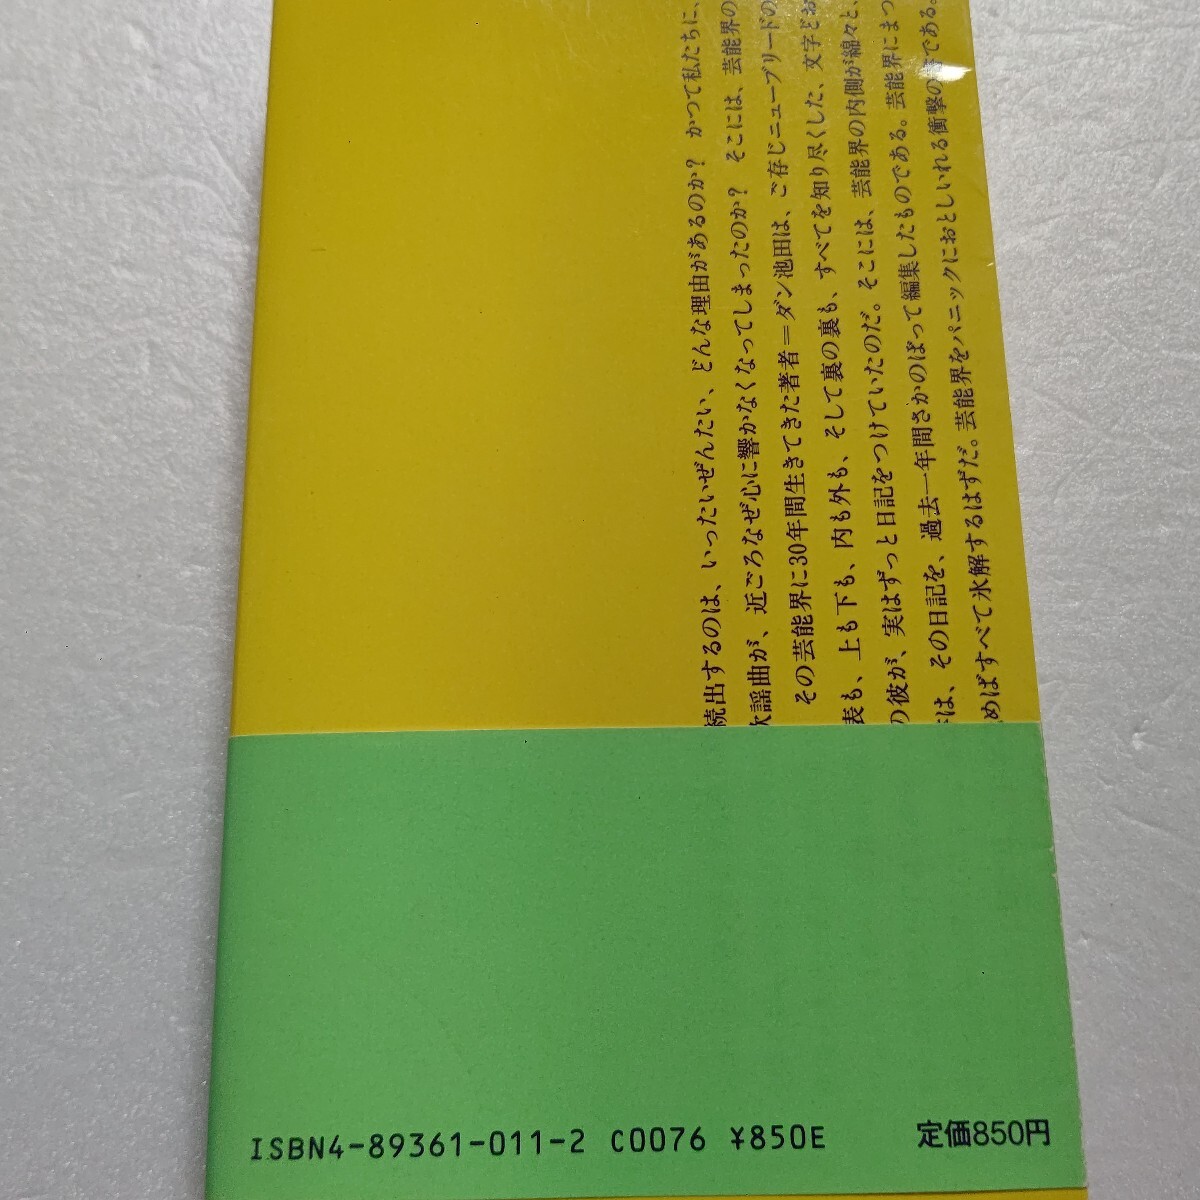 続出するのは、いったいぜんたい、どんな理由があるのか? かつて私たちに、
歌謡曲が、近ごろなぜ心に響かなくなってしまったのか? そこには、芸能界の
その芸能界に30年間生きてきた著者=ダン池田は、ご存じニューブリードの
表も、上も下も、内も外も、そして裏の裏も、すべてを知り尽くした、文字どお
の彼が、実はずっと日記をつけていたのだ。そこには、芸能界の内側が綿々と、
は、その日記を、過去一年間さかのぼって編集したものである。芸能界にまつ
めばすべて氷解するはずだ。芸能界をパニックにおとしいれる衝撃の書である。
ISBN4-89361-011-2 C0076 ¥850E
定価850円